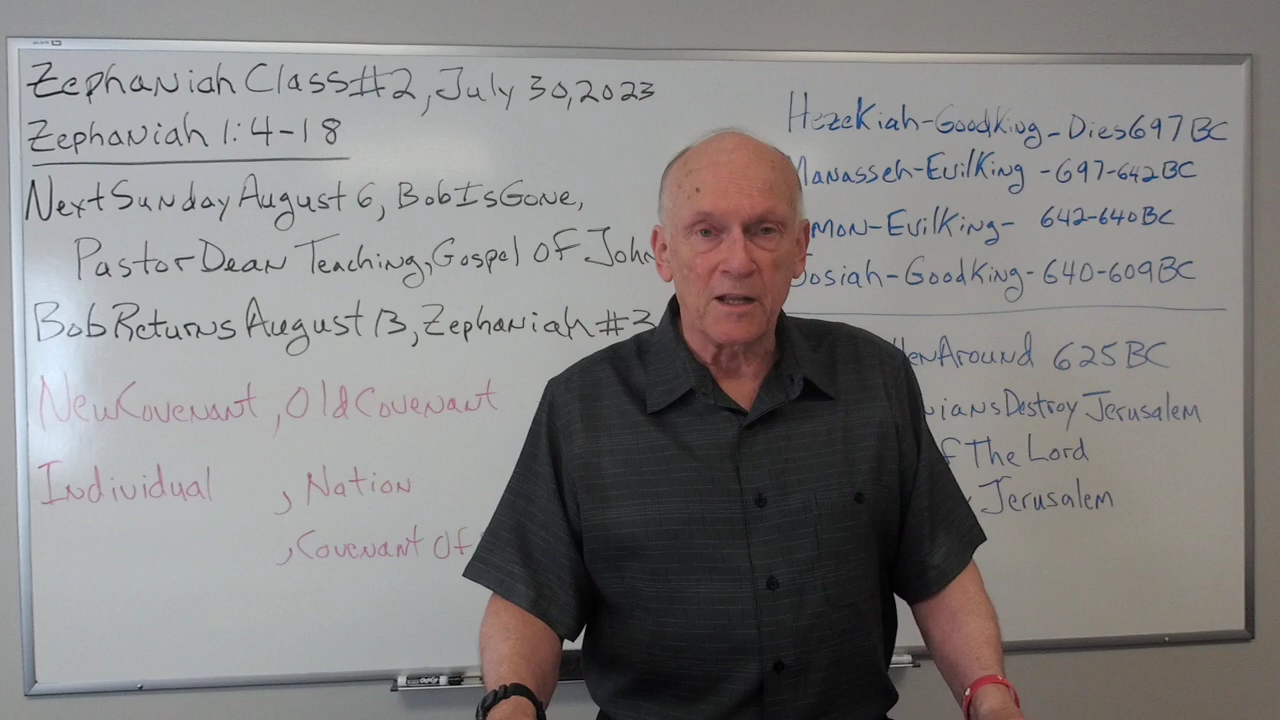 Zephaniah Class #2, July 30, 2023
Zephaniah 1:4-18
Next Sunday August 6, Bob Is Gone,
Pastor Dean Teaching, Gospel Of John
Bob Returns August 13, Zephaniah #3
New Covenant, Old Covenant
Individual , Nation
, Covenant Of
Hezekiah-Good King-Dies 697 BC
Manasseh-Evil King -697-642 BC
mon-Evil King- 642-640 BC
Josiah-Good King-640-609 BC
Around 625 BC
Destroy Jerusalem
The Lord
Jerusalem